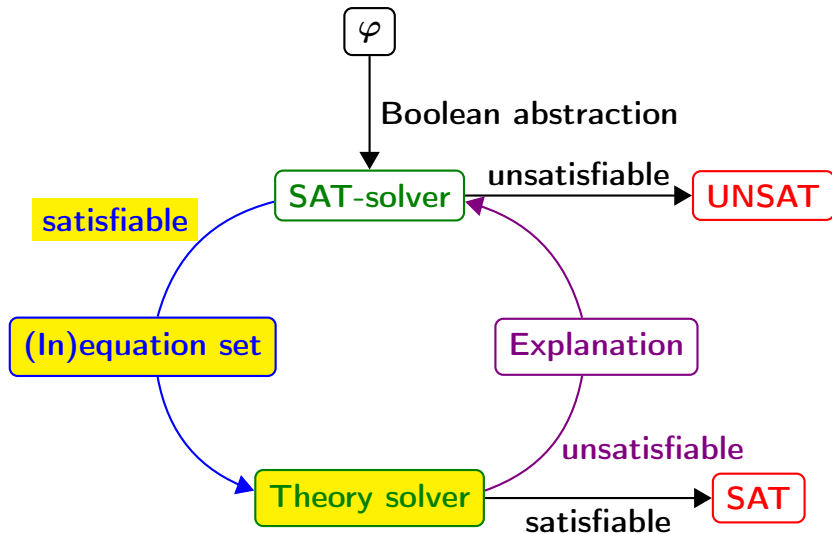 φ
Boolean abstraction
SAT-solver
unsatisfiable
UNSAT
satisfiable
(In)equation set
Explanation
unsatisfiable
Theory solver
satisfiable
SAT